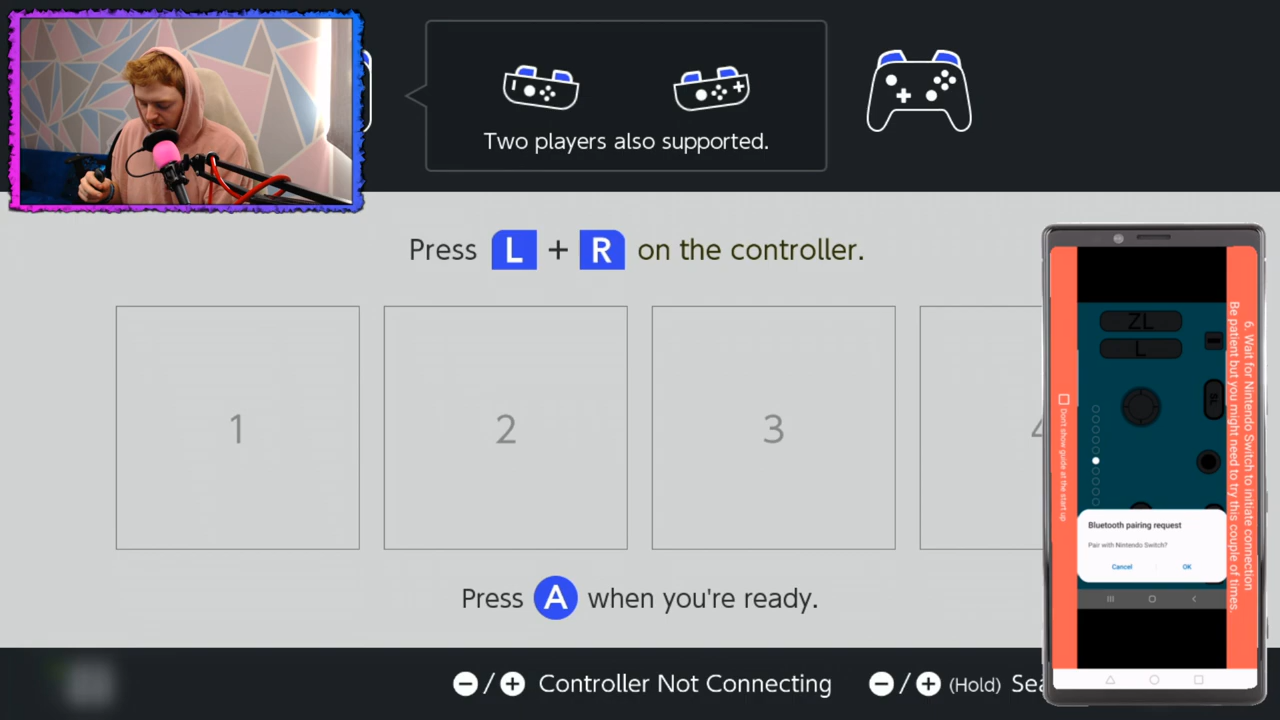 Two players also supported.
Press L + R on the controller.
1
2
3
4
Press A when you're ready.
/ Controller Not Connecting
/ (Hold)
6. Wait for Nintendo Switch to initiate connection
Be patient but you might need to try this couple of times.
ZL
L
Don't show guide at the start up
Bluetooth pairing request
Pair with Nintendo Switch?
Cancel
OK